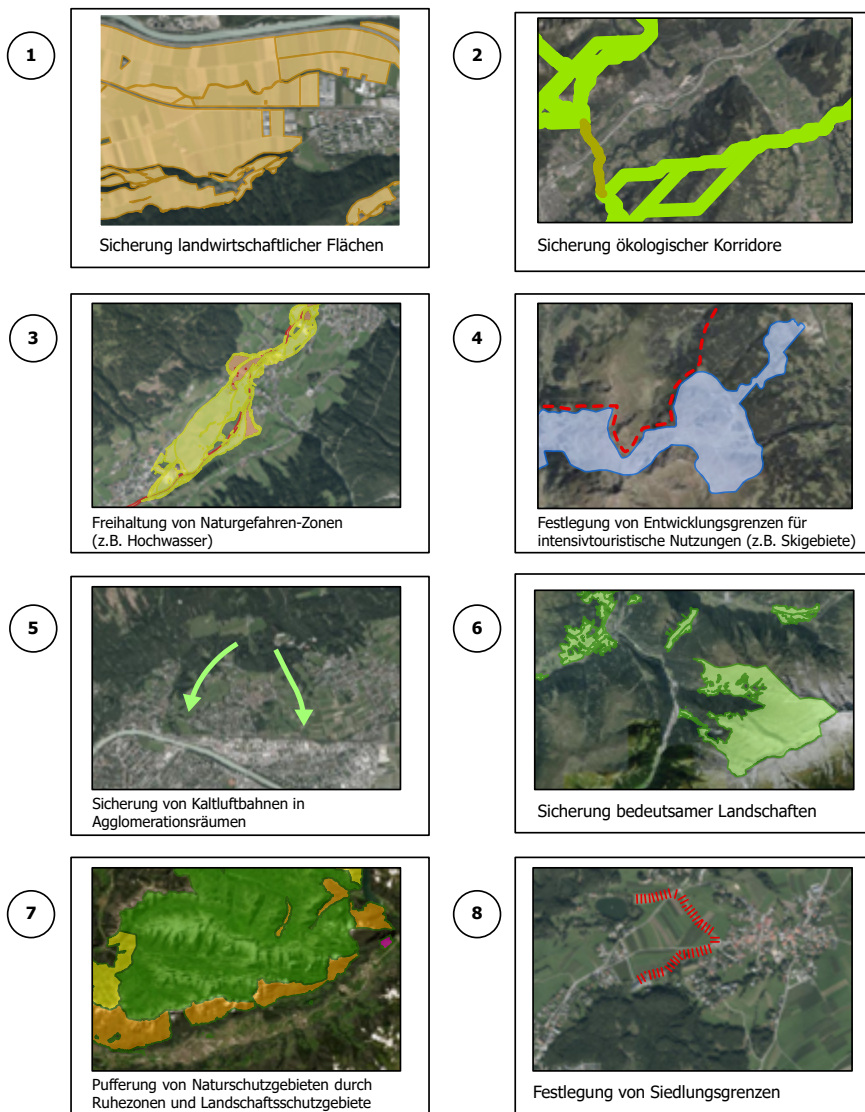 1
Sicherung landwirtschaftlicher Flächen
2
Sicherung ökologischer Korridore
3
Freihaltung von Naturgefahren-Zonen
(z.B. Hochwasser)
4
Festlegung von Entwicklungsgrenzen für
intensivtouristische Nutzungen (z.B. Skigebiete)
5
Sicherung von Kaltluftbahnen in
Agglomerationsräumen
6
Sicherung bedeutsamer Landschaften
7
Pufferung von Naturschutzgebieten durch
Ruhezonen und Landschaftsschutzgebiete
8
Festlegung von Siedlungsgrenzen